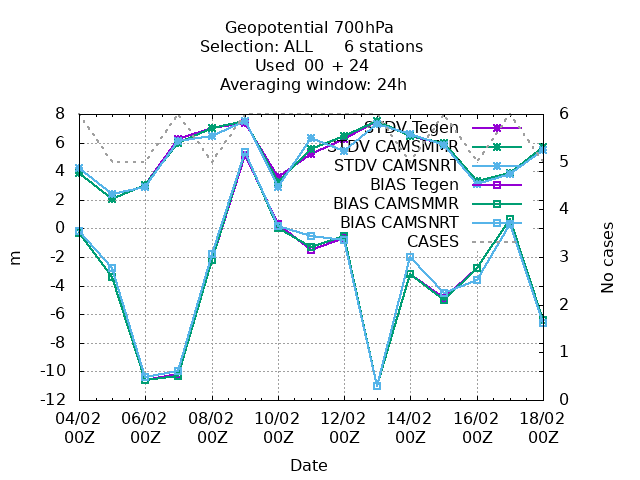 Geopotential 700hPa
Selection: ALL 6 stations
Used 00 + 24
Averaging window: 24h
8
6
4
2
0
-2
-4
-6
-8
-10
-12
m
6
5
4
3
2
1
0
No cases
STDV Tegen
STDV CAMSMMR
STDV CAMSNRT
BIAS Tegen
BIAS CAMSMMR
BIAS CAMSNRT
CASES
04/02 06/02 08/02 10/02 12/02 14/02 16/02 18/02
00Z 00Z 00Z 00Z 00Z 00Z 00Z 00Z
Date